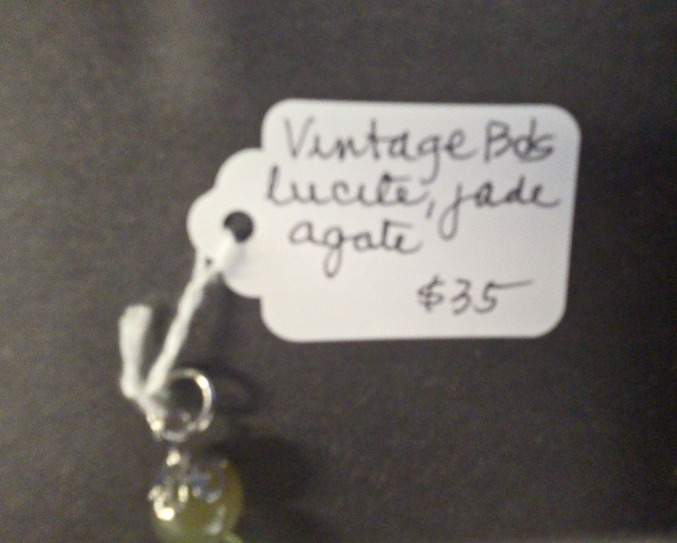 Vintage Bds
lucite, jade
agate
$35